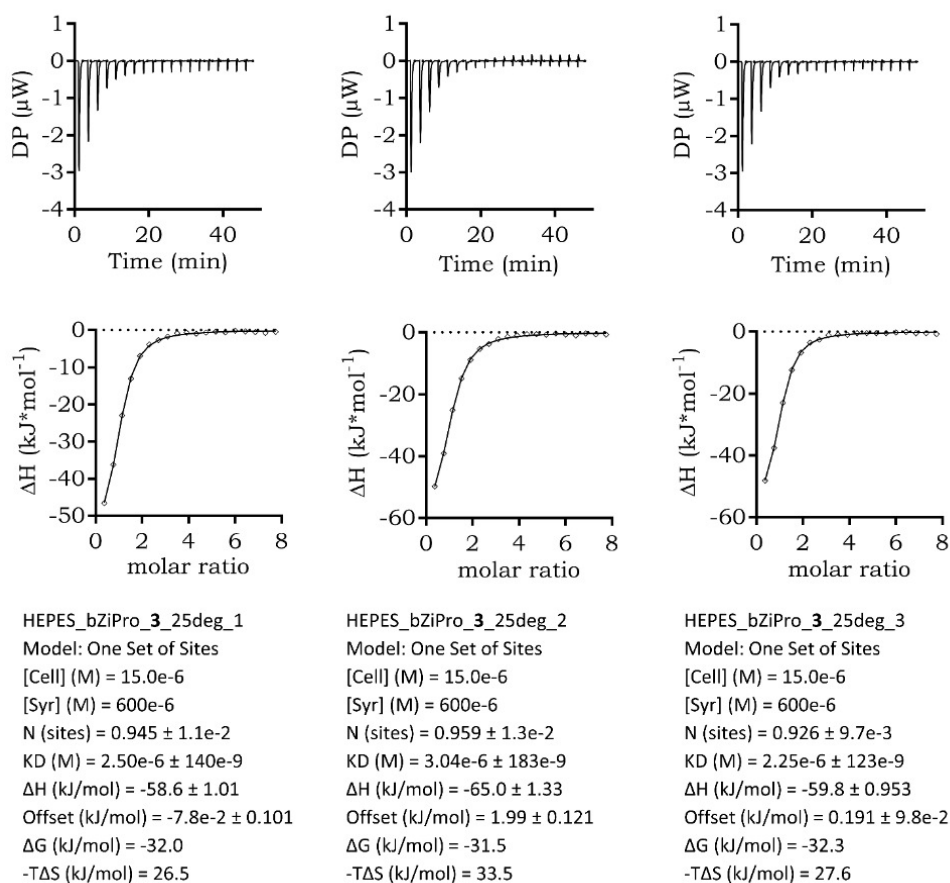 1
0
-1
-2
-3
-4
DP (µW)
0 20 40
Time (min)
1
0
-1
-2
-3
-4
DP (µW)
0 20 40
Time (min)
1
0
-1
-2
-3
-4
DP (µW)
0 20 40
Time (min)
0
-10
-20
-30
-40
-50
ΔH (kJ*mol⁻¹)
0 2 4 6 8
molar ratio
0
-20
-40
-60
ΔH (kJ*mol⁻¹)
0 2 4 6 8
molar ratio
0
-20
-40
-60
ΔH (kJ*mol⁻¹)
0 2 4 6 8
molar ratio
HEPES_bZiPro_3_25deg_1
Model: One Set of Sites
[Cell] (M) = 15.0e-6
[Syr] (M) = 600e-6
N (sites) = 0.945 ± 1.1e-2
KD (M) = 2.50e-6 ± 140e-9
ΔH (kJ/mol) = -58.6 ± 1.01
Offset (kJ/mol) = -7.8e-2 ± 0.101
ΔG (kJ/mol) = -32.0
-TΔS (kJ/mol) = 26.5
HEPES_bZiPro_3_25deg_2
Model: One Set of Sites
[Cell] (M) = 15.0e-6
[Syr] (M) = 600e-6
N (sites) = 0.959 ± 1.3e-2
KD (M) = 3.04e-6 ± 183e-9
ΔH (kJ/mol) = -65.0 ± 1.33
Offset (kJ/mol) = 1.99 ± 0.121
ΔG (kJ/mol) = -31.5
-TΔS (kJ/mol) = 33.5
HEPES_bZiPro_3_25deg_3
Model: One Set of Sites
[Cell] (M) = 15.0e-6
[Syr] (M) = 600e-6
N (sites) = 0.926 ± 9.7e-3
KD (M) = 2.25e-6 ± 123e-9
ΔH (kJ/mol) = -59.8 ± 0.953
Offset (kJ/mol) = 0.191 ± 9.8e-2
ΔG (kJ/mol) = -32.3
-TΔS (kJ/mol) = 27.6